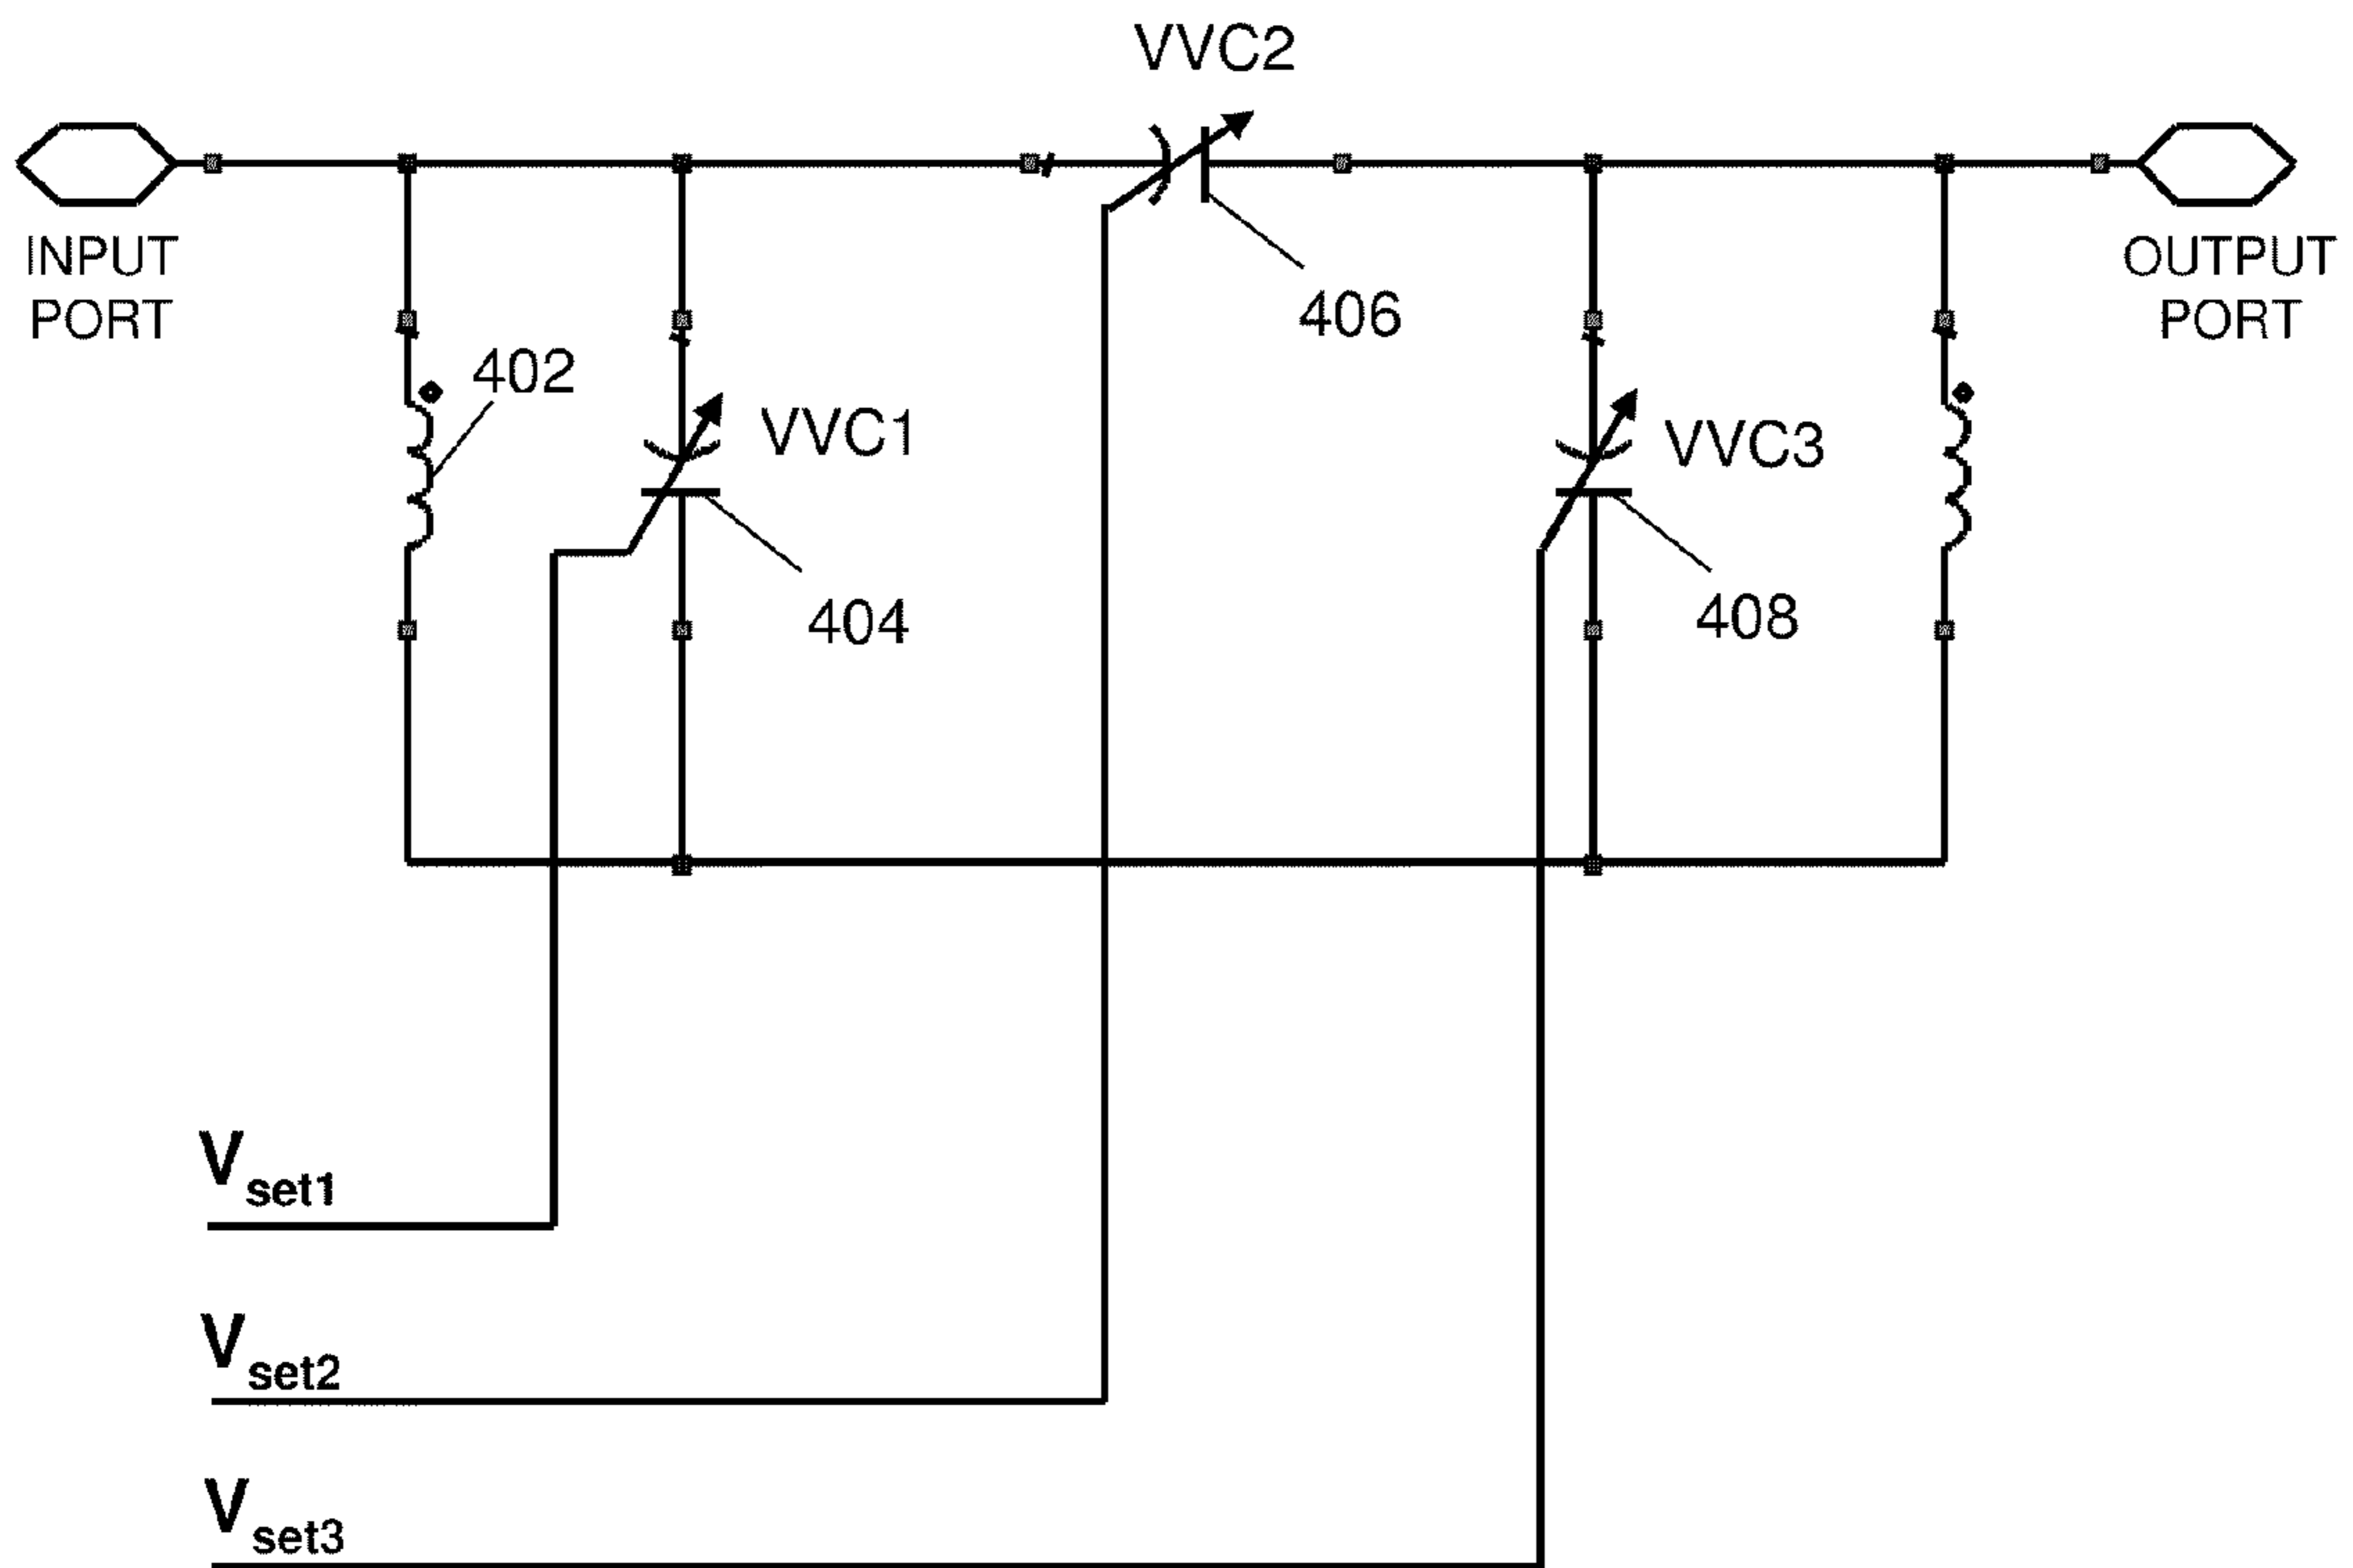 VVC2
INPUT
PORT
OUTPUT
PORT
406
402
VVC1
VVC3
404
408
Vset1
Vset2
Vset3